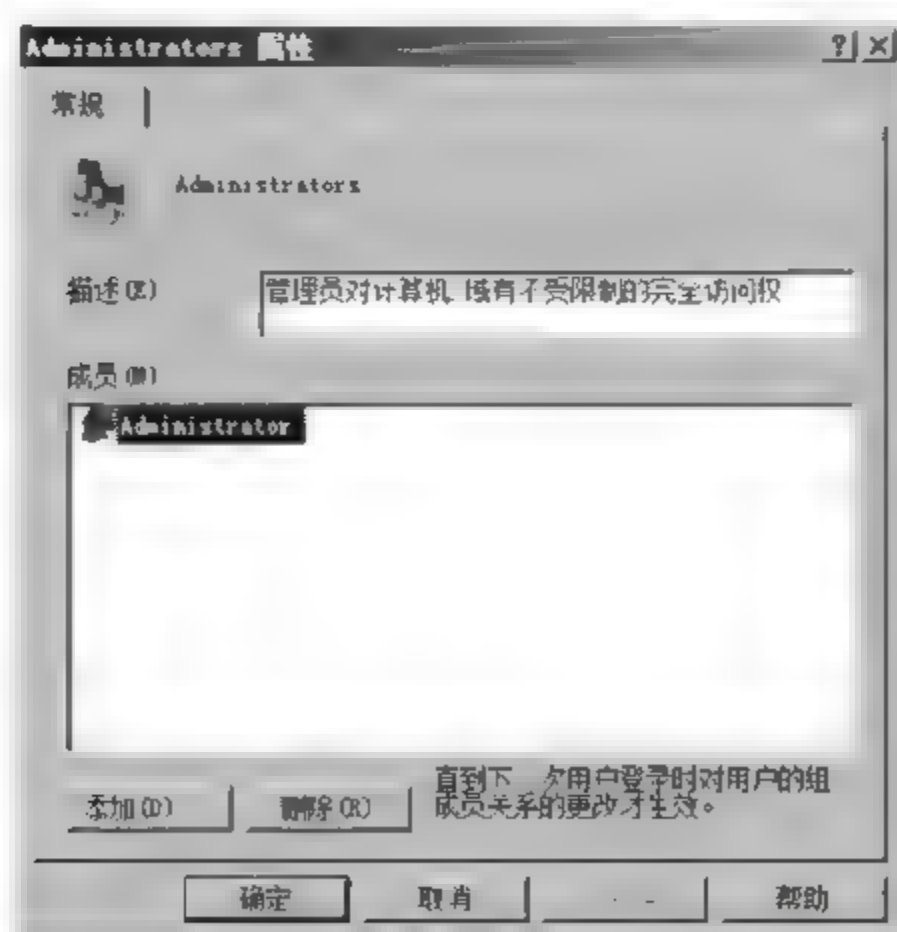 Administrators 属性
? ×
常规
Administrators
描述(E)
管理员对计算机 域有不受限制的完全访问权
成员(M)
Administrator
添加(D)
删除(R)
直到下一次用户登录时对用户的组
成员关系的更改才生效。
确定
取消
帮助